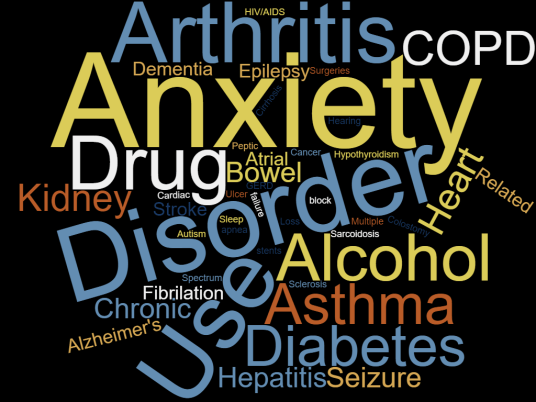 HIV/AIDS
Arthritis
COPD
Dementia
Epilepsy
Surgeries
Anxiety
Cirrhosis
Hearing
Peptic
Drug
Atrial
Cancer
Hypothyroidism
Bowel
Disorder
Heart
Related
Kidney
Cardiac
Ulcer
GERD
failure
block
Stroke
Sleep
Loss
Multiple
Colostomy
Autism
apnea
Sarcoidosis
stents
Alcohol
Spectrum
Sclerosis
Fibrilation
Use
Chronic
Asthma
Alzheimer's
Diabetes
Hepatitis
Seizure